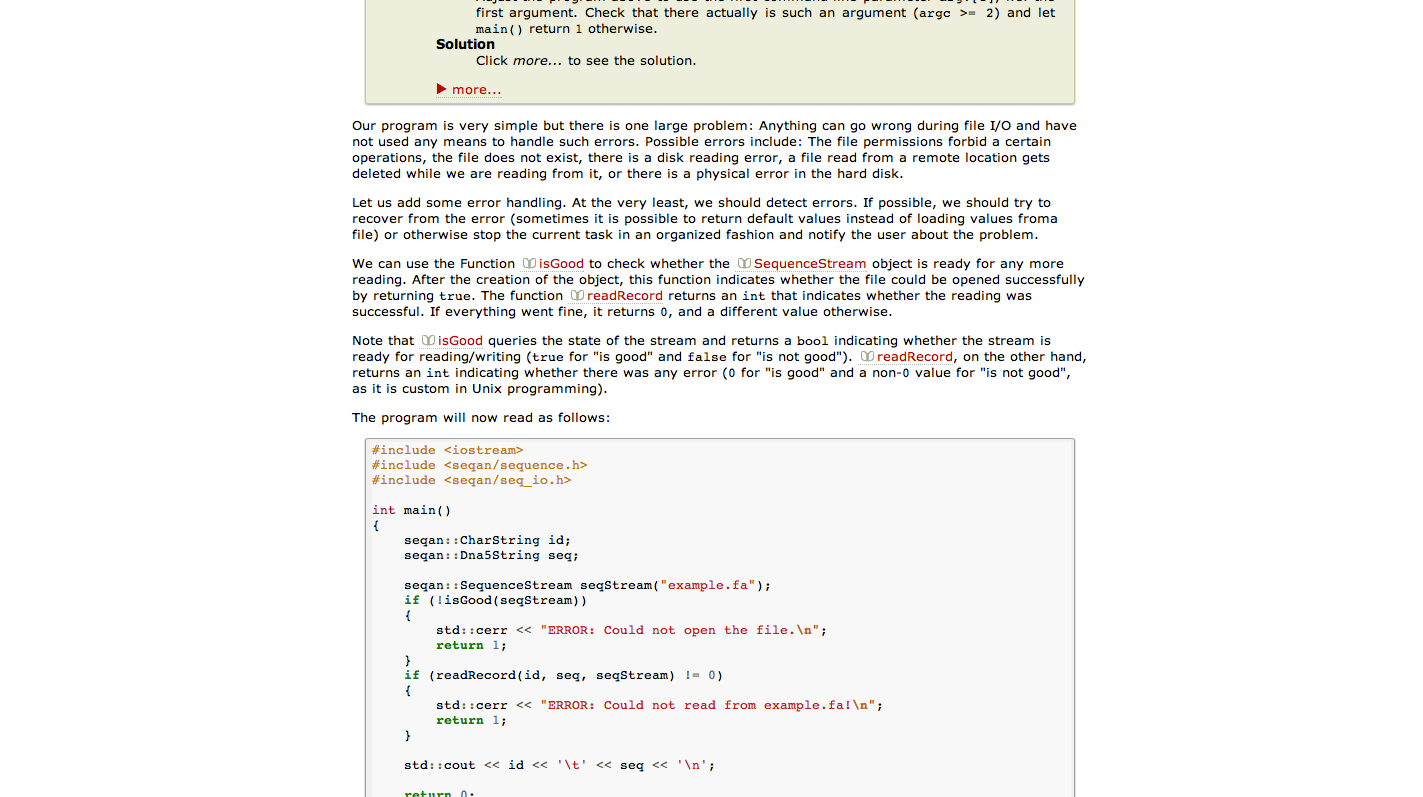 first argument. Check that there actually is such an argument (argc >= 2) and let
main() return 1 otherwise.
Solution
Click more... to see the solution.
more...
Our program is very simple but there is one large problem: Anything can go wrong during file I/O and have
not used any means to handle such errors. Possible errors include: The file permissions forbid a certain
operations, the file does not exist, there is a disk reading error, a file read from a remote location gets
deleted while we are reading from it, or there is a physical error in the hard disk.
Let us add some error handling. At the very least, we should detect errors. If possible, we should try to
recover from the error (sometimes it is possible to return default values instead of loading values froma
file) or otherwise stop the current task in an organized fashion and notify the user about the problem.
We can use the Function isGood to check whether the SequenceStream object is ready for any more
reading. After the creation of the object, this function indicates whether the file could be opened successfully
by returning true. The function readRecord returns an int that indicates whether the reading was
successful. If everything went fine, it returns 0, and a different value otherwise.
Note that isGood queries the state of the stream and returns a bool indicating whether the stream is
ready for reading/writing (true for "is good" and false for "is not good"). readRecord, on the other hand,
returns an int indicating whether there was any error (0 for "is good" and a non-0 value for "is not good",
as it is custom in Unix programming).
The program will now read as follows:
#include <iostream>
#include <seqan/sequence.h>
#include <seqan/seq_io.h>
int main()
{
    seqan::CharString id;
    seqan::Dna5String seq;
    seqan::SequenceStream seqStream("example.fa");
    if (!isGood(seqStream))
    {
        std::cerr << "ERROR: Could not open the file.\n";
        return 1;
    }
    if (readRecord(id, seq, seqStream) != 0)
    {
        std::cerr << "ERROR: Could not read from example.fa!\n";
        return 1;
    }
    std::cout << id << '\t' << seq << '\n';
    return 0;